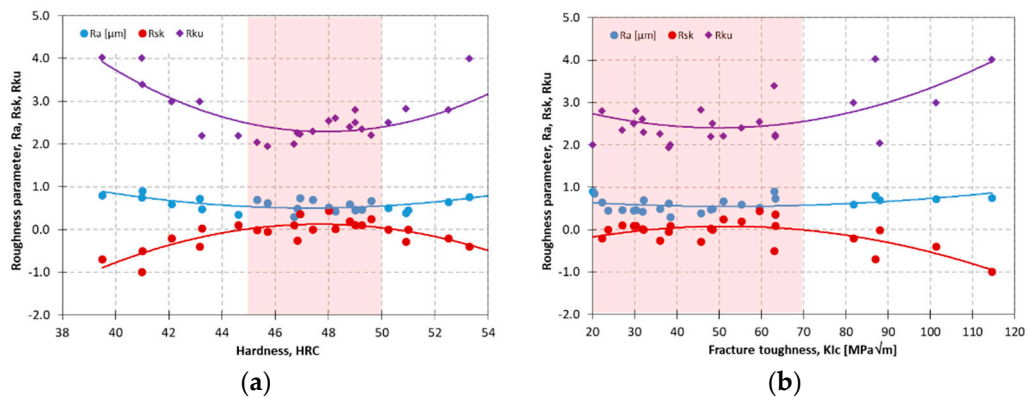 5.0
4.0
3.0
2.0
1.0
0.0
-1.0
-2.0
Roughness parameter, Ra, Rsk, Rku
Ra [μm] Rsk Rku
38 40 42 44 46 48 50 52 54
Hardness, HRC
(a)
5.0
4.0
3.0
2.0
1.0
0.0
-1.0
-2.0
Roughness parameter, Ra, Rsk, Rku
Ra [μm] Rsk Rku
20 30 40 50 60 70 80 90 100 110 120
Fracture toughness, KIc [MPa√m]
(b)